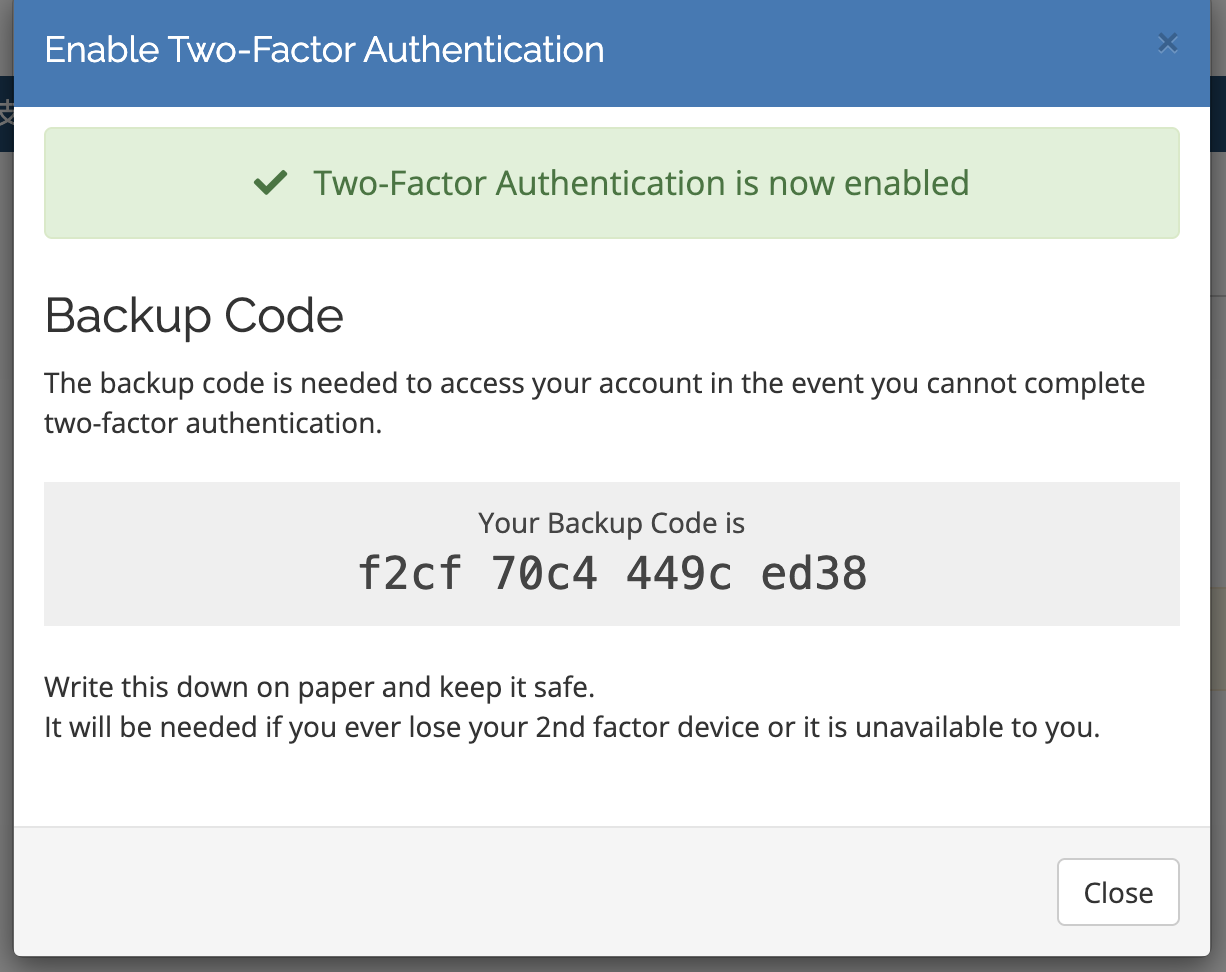 Enable Two-Factor Authentication
×
支
Two-Factor Authentication is now enabled
Backup Code
The backup code is needed to access your account in the event you cannot complete
two-factor authentication.
Your Backup Code is
f2cf 70c4 449c ed38
Write this down on paper and keep it safe.
It will be needed if you ever lose your 2nd factor device or it is unavailable to you.
Close